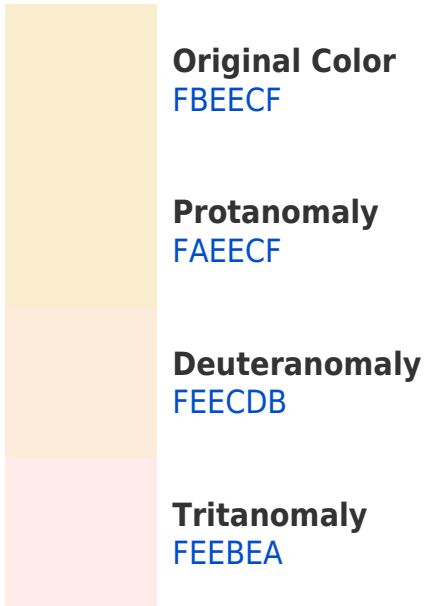 Original Color
FBEECF
Protanomaly
FAEECF
Deuteranomaly
FEECDB
Tritanomaly
FEEBEA